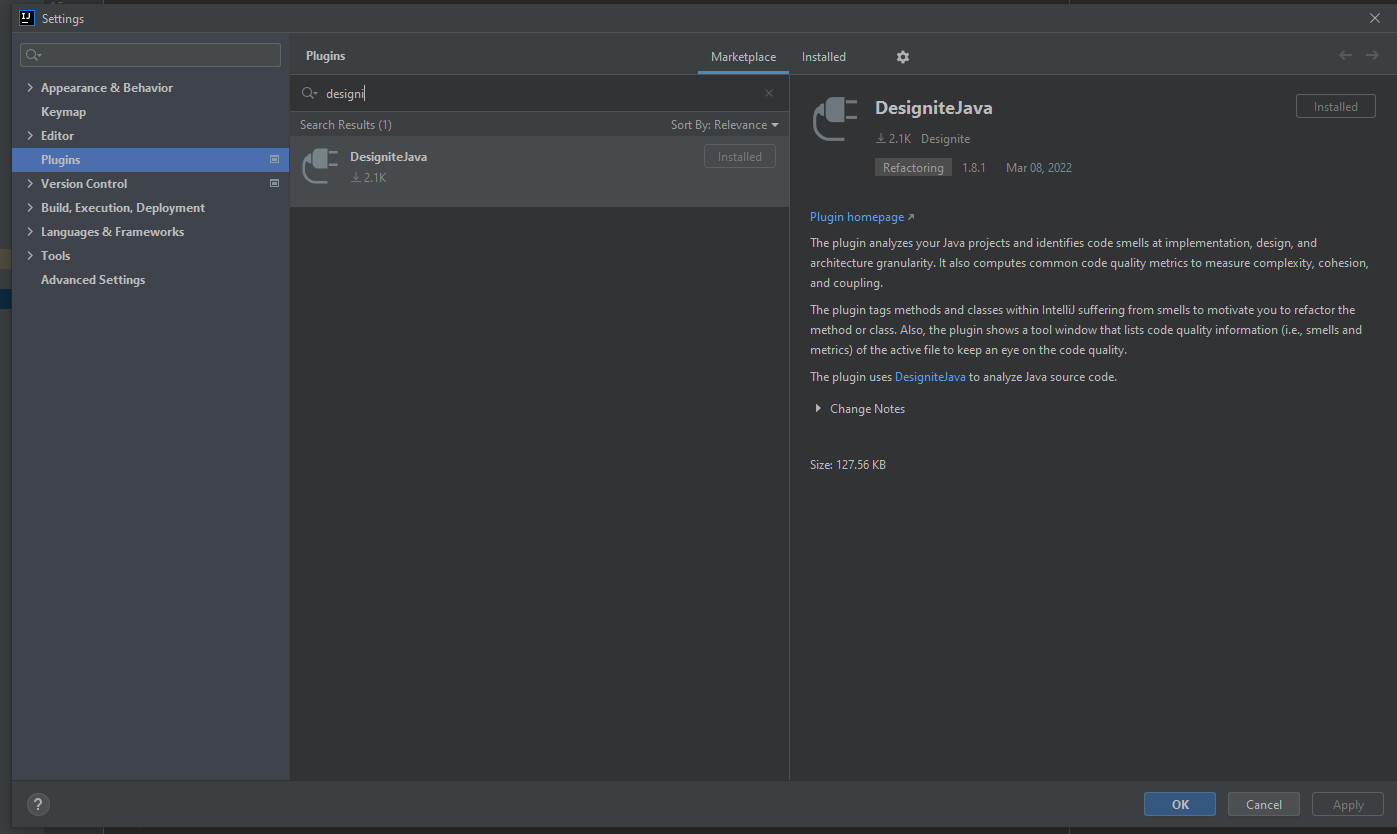 Settings
Appearance & Behavior
Keymap
Editor
Plugins
Version Control
Build, Execution, Deployment
Languages & Frameworks
Tools
Advanced Settings
Plugins
Marketplace
Installed
designi
Search Results (1)
Sort By: Relevance
DesigniteJava
2.1K
Installed
DesigniteJava
Installed
2.1K Designite
Refactoring 1.8.1 Mar 08, 2022
Plugin homepage
The plugin analyzes your Java projects and identifies code smells at implementation, design, and
architecture granularity. It also computes common code quality metrics to measure complexity, cohesion,
and coupling.
The plugin tags methods and classes within IntelliJ suffering from smells to motivate you to refactor the
method or class. Also, the plugin shows a tool window that lists code quality information (i.e., smells and
metrics) of the active file to keep an eye on the code quality.
The plugin uses DesigniteJava to analyze Java source code.
Change Notes
Size: 127.56 KB
?
OK
Cancel
Apply